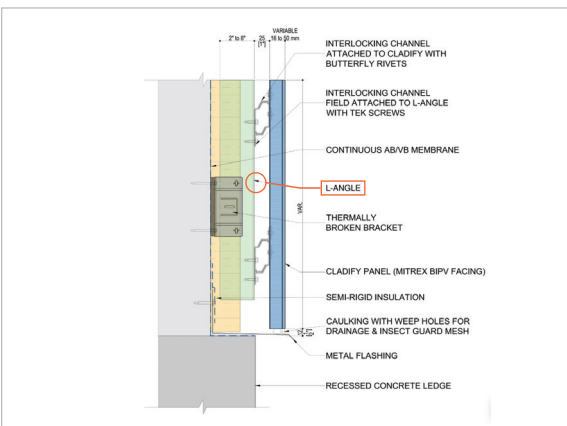 VARIABLE
2" to 8"
25
[1"]
16 to 50 mm
INTERLOCKING CHANNEL
ATTACHED TO CLADIFY WITH
BUTTERFLY RIVETS
INTERLOCKING CHANNEL
FIELD ATTACHED TO L-ANGLE
WITH TEK SCREWS
CONTINUOUS AB/VB MEMBRANE
L-ANGLE
VAR.
THERMALLY
BROKEN BRACKET
CLADIFY PANEL (MITREX BIPV FACING)
SEMI-RIGID INSULATION
CAULKING WITH WEEP HOLES FOR
DRAINAGE & INSECT GUARD MESH
METAL FLASHING
RECESSED CONCRETE LEDGE